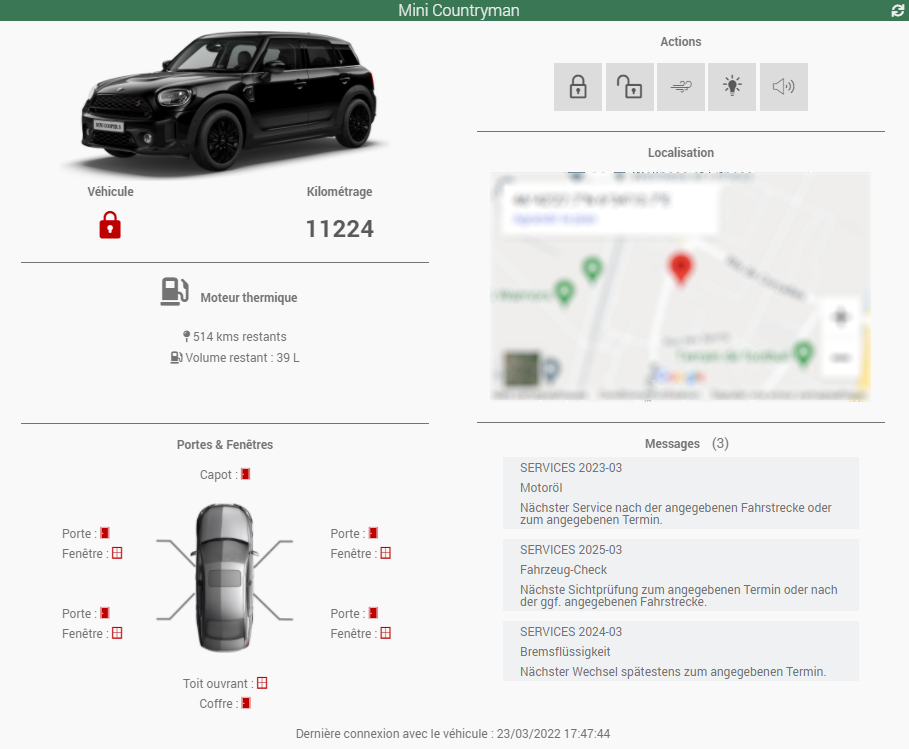 Mini Countryman
Véhicule
Kilométrage
11224
Moteur thermique
514 kms restants
Volume restant : 39 L
Portes & Fenêtres
Capot :
Porte :
Fenêtre :
Porte :
Fenêtre :
Porte :
Fenêtre :
Porte :
Fenêtre :
Toit ouvrant :
Coffre :
Actions
Localisation
Google
Messages (3)
SERVICES 2023-03
Motoröl
Nächster Service nach der angegebenen Fahrstrecke oder
zum angegebenen Termin.
SERVICES 2025-03
Fahrzeug-Check
Nächste Sichtprüfung zum angegebenen Termin oder nach
der ggf. angegebenen Fahrstrecke.
SERVICES 2024-03
Bremsflüssigkeit
Nächster Wechsel spätestens zum angegebenen Termin.
Dernière connexion avec le véhicule : 23/03/2022 17:47:44